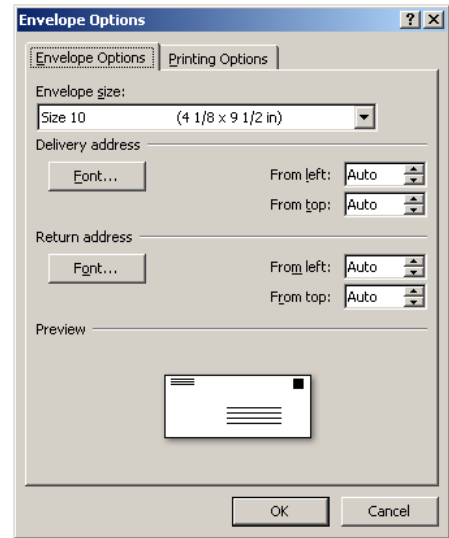 Envelope Options
Envelope Options Printing Options
Envelope size:
Size 10 (4 1/8 x 9 1/2 in)
Delivery address
Font... From left: Auto
From top: Auto
Return address
Font... From left: Auto
From top: Auto
Preview
OK Cancel